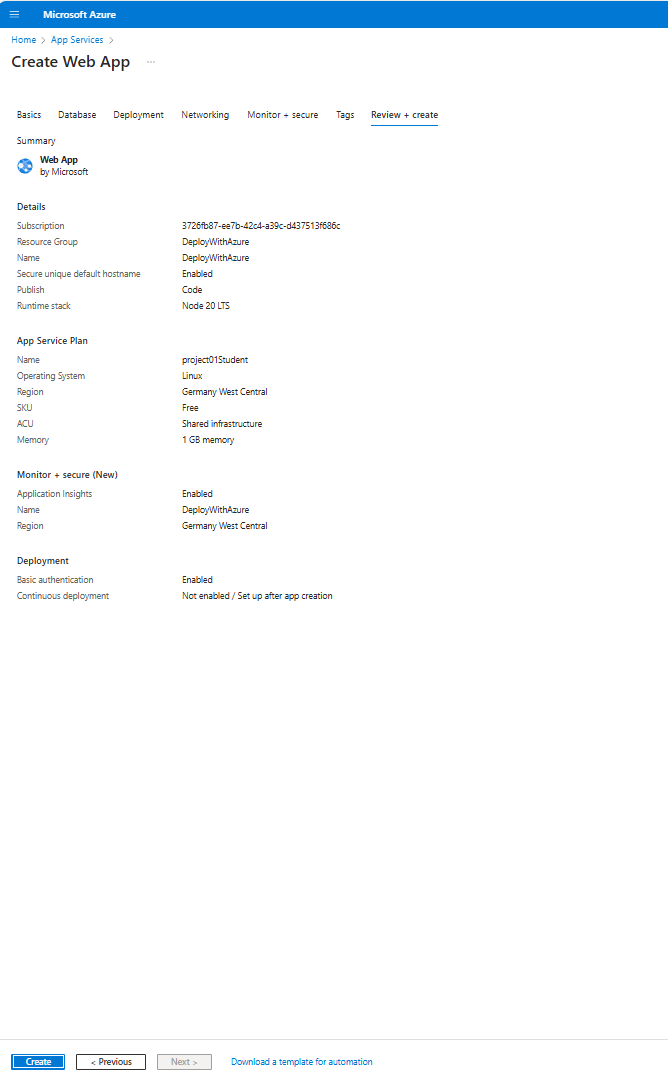 Microsoft Azure
Home > App Services >
Create Web App ...
Basics Database Deployment Networking Monitor + secure Tags Review + create
Summary
Web App
by Microsoft
Details
Subscription 3726fb87-ee7b-42c4-a39c-d437513f686c
Resource Group DeployWithAzure
Name DeployWithAzure
Secure unique default hostname Enabled
Publish Code
Runtime stack Node 20 LTS
App Service Plan
Name project01Student
Operating System Linux
Region Germany West Central
SKU Free
ACU Shared infrastructure
Memory 1 GB memory
Monitor + secure (New)
Application Insights Enabled
Name DeployWithAzure
Region Germany West Central
Deployment
Basic authentication Enabled
Continuous deployment Not enabled / Set up after app creation
Create < Previous Next > Download a template for automation